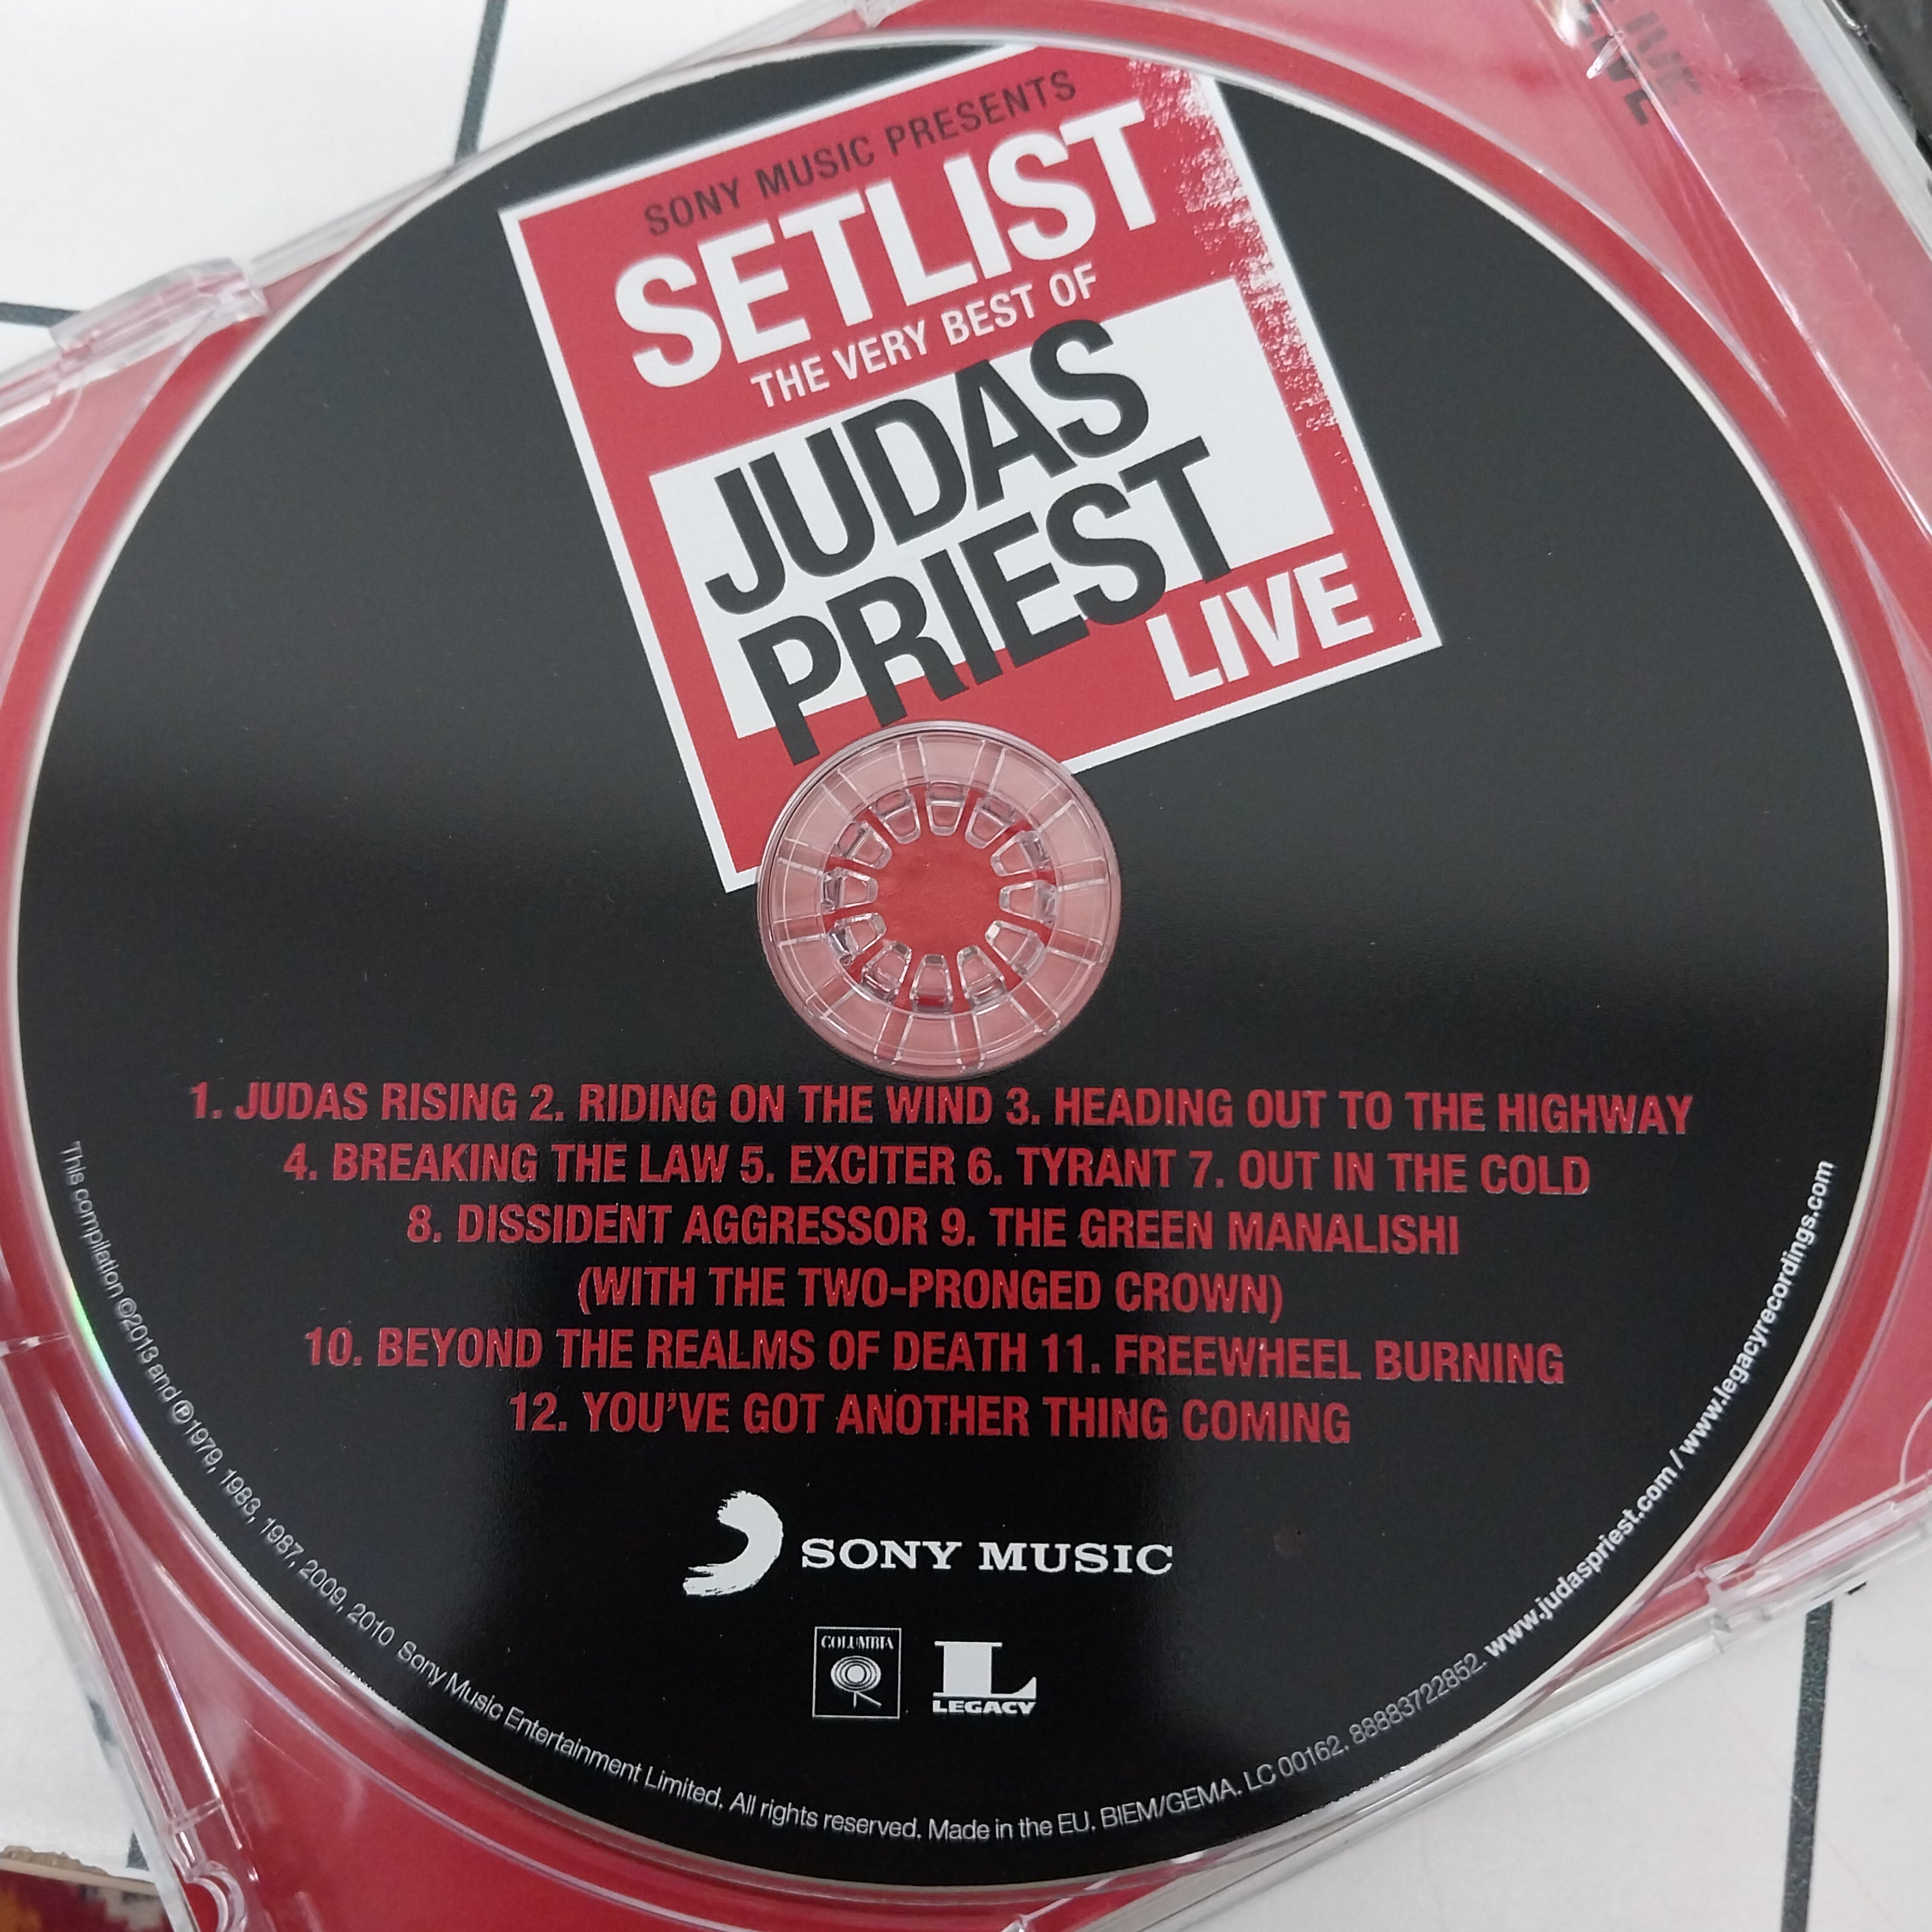 SONY MUSIC PRESENTS
SETLIST
THE VERY BEST OF
JUDAS
PRIEST
LIVE
1. JUDAS RISING 2. RIDING ON THE WIND 3. HEADING OUT TO THE HIGHWAY
4. BREAKING THE LAW 5. EXCITER 6. TYRANT 7. OUT IN THE COLD
8. DISSIDENT AGGRESSOR 9. THE GREEN MANALISHI
(WITH THE TWO-PRONGED CROWN)
10. BEYOND THE REALMS OF DEATH 11. FREEWHEEL BURNING
12. YOU'VE GOT ANOTHER THING COMING
SONY MUSIC
COLUMBIA
L
LEGACY
This compilation ©2013 and ℗1979, 1983, 1987, 2009, 2010 Sony Music Entertainment Limited. All rights reserved. Made in the EU. BIEM/GEMA. LC 00162. 88883722852. www.judaspriest.com / www.legacyrecordings.com